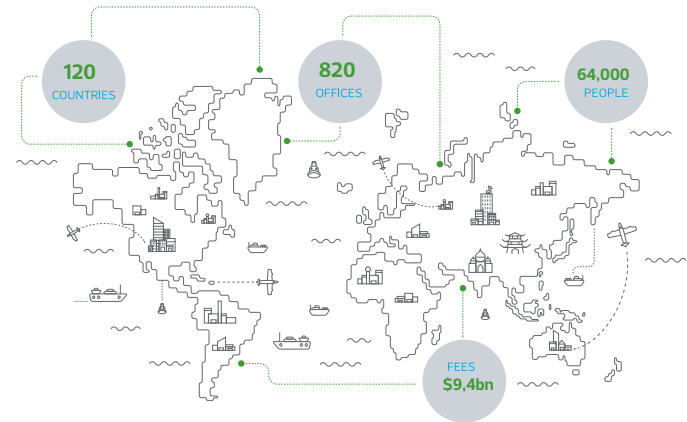 120
COUNTRIES
820
OFFICES
64,000
PEOPLE
FEES
$9,4bn